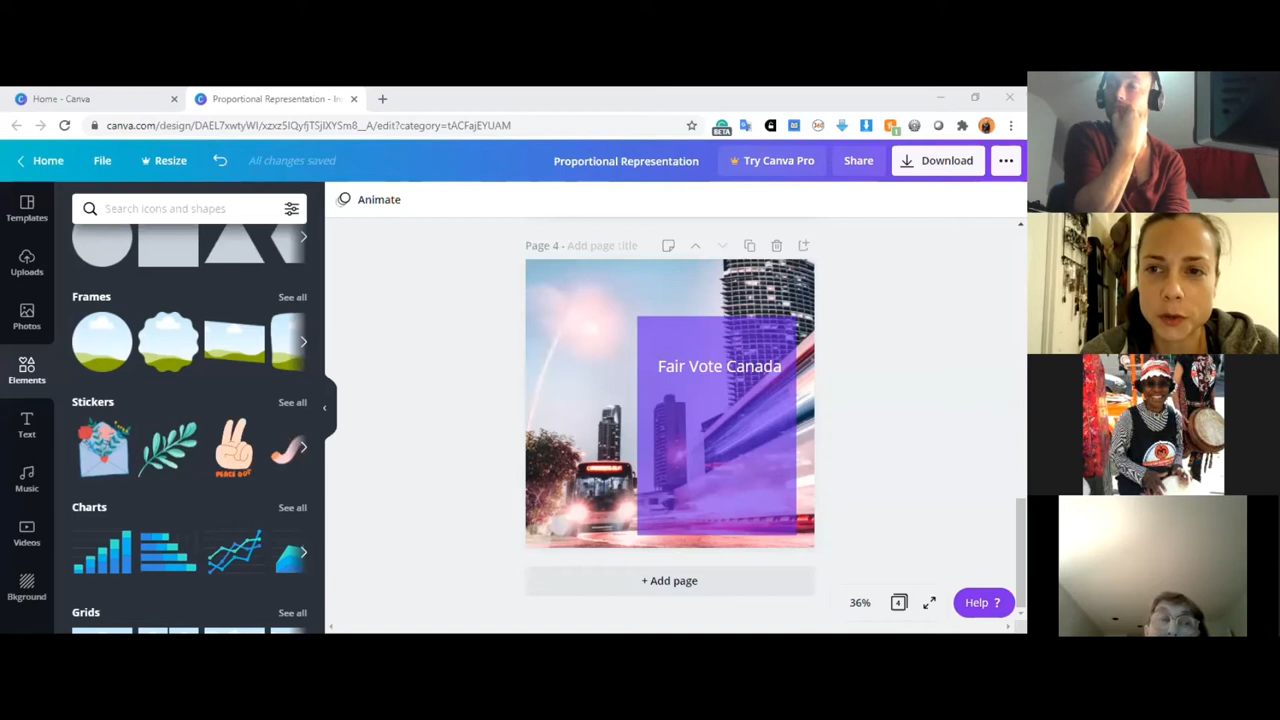 Home - Canva
Proportional Representation - In
canva.com/design/DAEL7xwtyWI/xzxz5IQyfjTSjIXYSm8__A/edit?category=tACFajEYUAM
BETA
Home
File
Resize
All changes saved
Proportional Representation
Try Canva Pro
Share
Download
Templates
Uploads
Photos
Elements
Text
Music
Videos
Bkground
Search icons and shapes
Frames
See all
Stickers
See all
PEACE OUT
Charts
See all
Grids
See all
Animate
Page 4 - Add page title
Fair Vote Canada
+ Add page
36%
4
Help ?